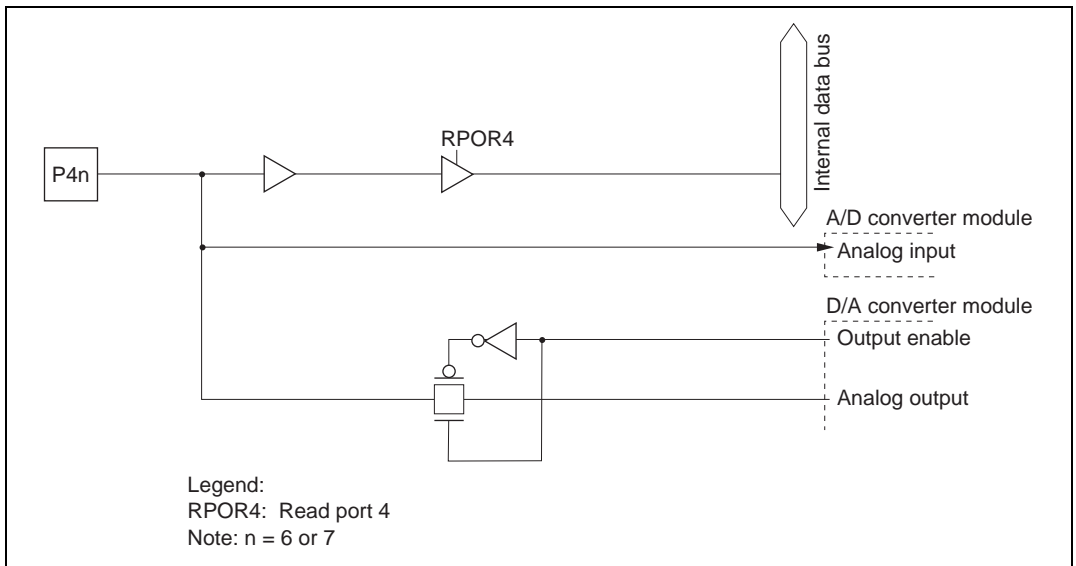 Internal data bus
RPOR4
P4n
A/D converter module
Analog input
D/A converter module
Output enable
Analog output
Legend:
RPOR4: Read port 4
Note: n = 6 or 7